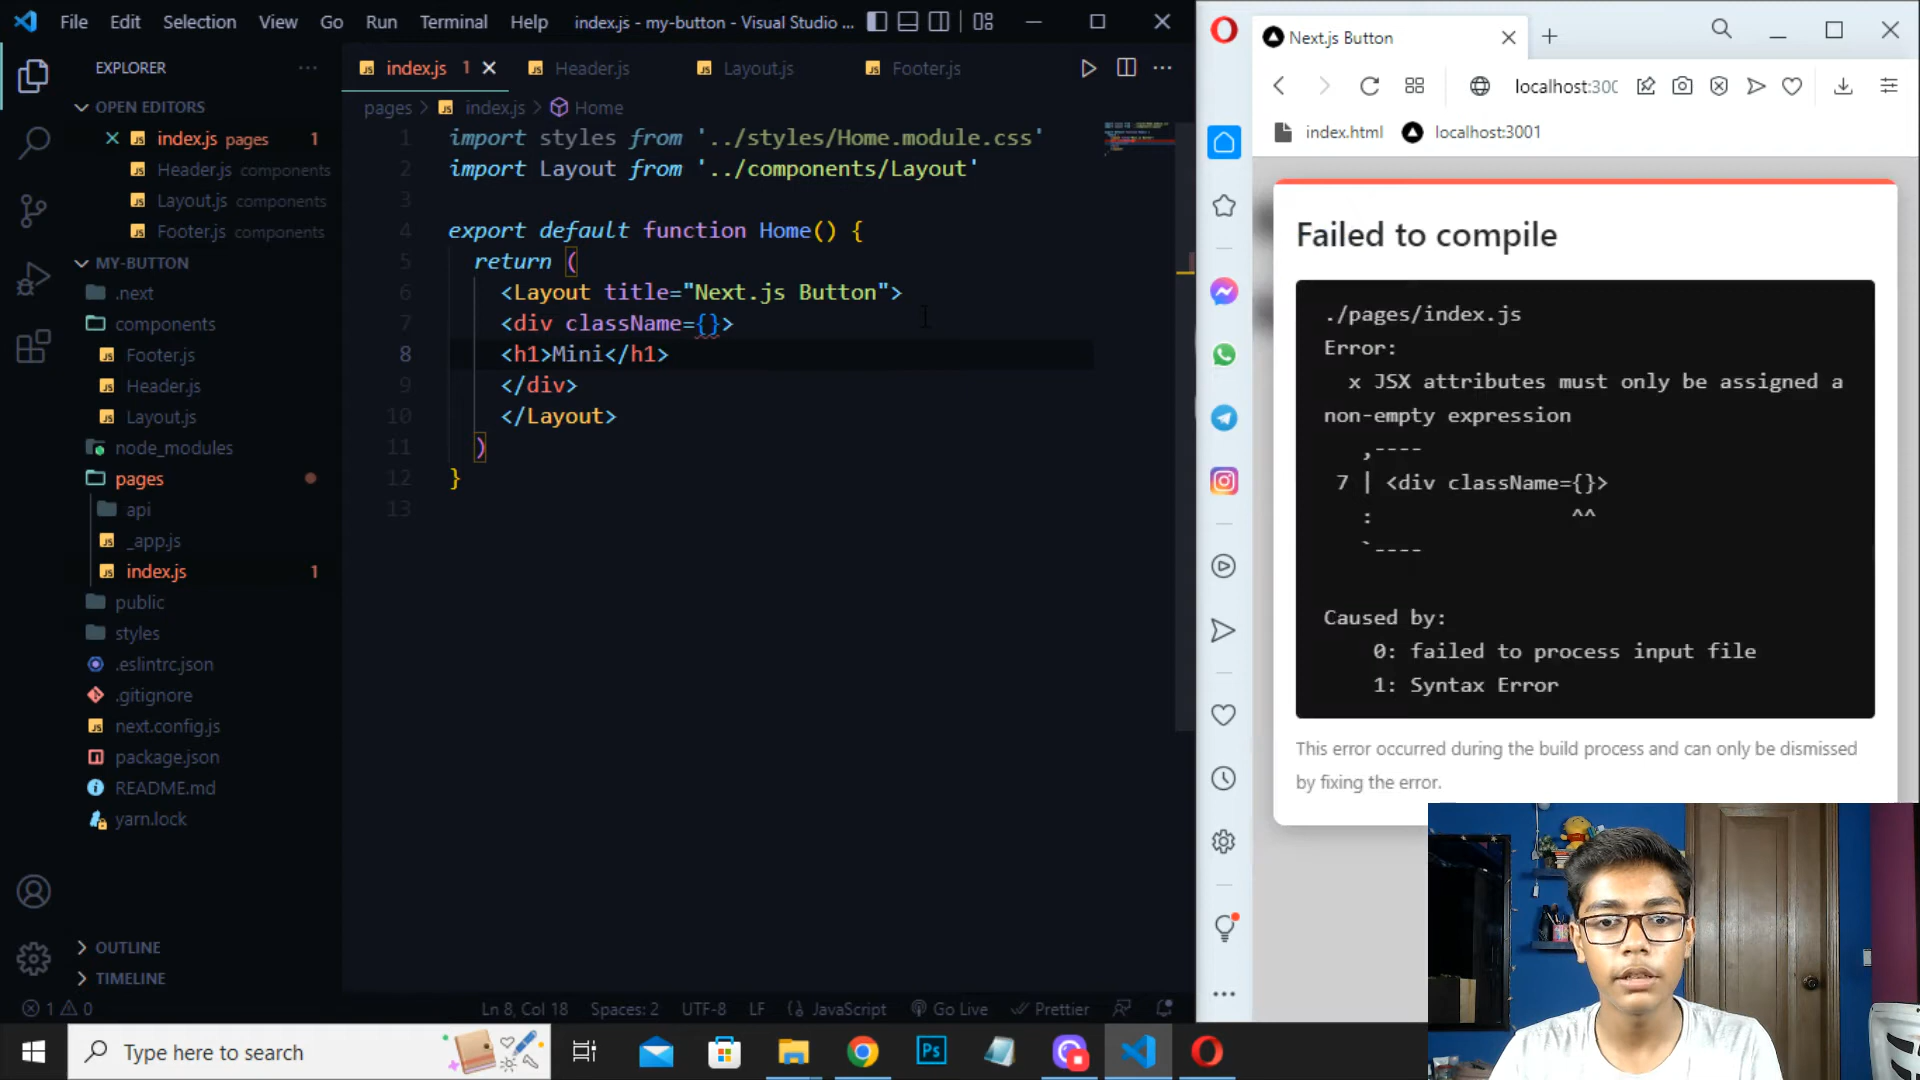 File Edit Selection View Go Run Terminal Help index.js - my-button - Visual Studio ...
EXPLORER ...
OPEN EDITORS
index.js pages 1
Header.js components
Layout.js components
Footer.js components
MY-BUTTON
.next
components
Footer.js
Header.js
Layout.js
node_modules
pages
api
_app.js
index.js 1
public
styles
.eslintrc.json
.gitignore
next.config.js
package.json
README.md
yarn.lock
OUTLINE
TIMELINE
index.js 1 Header.js Layout.js Footer.js
pages > index.js > Home
1 import styles from '../styles/Home.module.css'
2 import Layout from '../components/Layout'
3
4 export default function Home() {
5 return (
6 <Layout title="Next.js Button">
7 <div className={}>
8 <h1>Mini</h1>
9 </div>
10 </Layout>
11 )
12 }
13
1 0 Ln 8, Col 18 Spaces: 2 UTF-8 LF {} JavaScript Go Live Prettier
Type here to search
Ps
Next.js Button
localhost:300
index.html localhost:3001
Failed to compile
./pages/index.js
Error:
x JSX attributes must only be assigned a
non-empty expression
,----
7 | <div className={}>
: ^^
`----
Caused by:
0: failed to process input file
1: Syntax Error
This error occurred during the build process and can only be dismissed
by fixing the error.